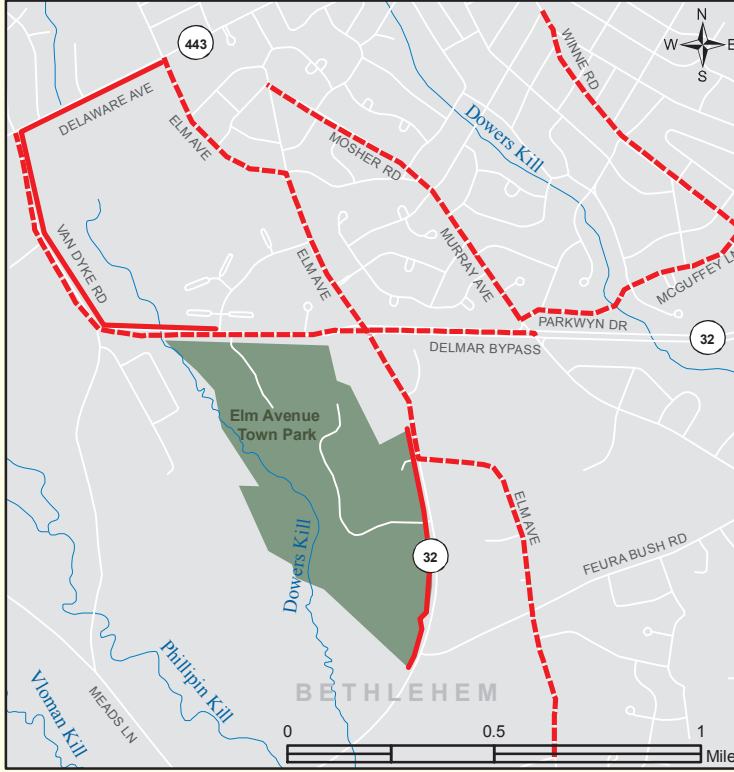 N
W
E
S
443
DELAWARE AVE
ELM AVE
WINNE RD
Dowers Kill
MOSHER RD
VAN DYKE RD
ELM AVE
MURRAY AVE
MCGUFFEY LN
PARKWYN DR
32
DELMAR BYPASS
Elm Avenue
Town Park
ELM AVE
Dowers Kill
32
FEURA BUSH RD
Phillipin Kill
Vloman Kill
MEADS LN
BETHLEHEM
0
0.5
1
Mile